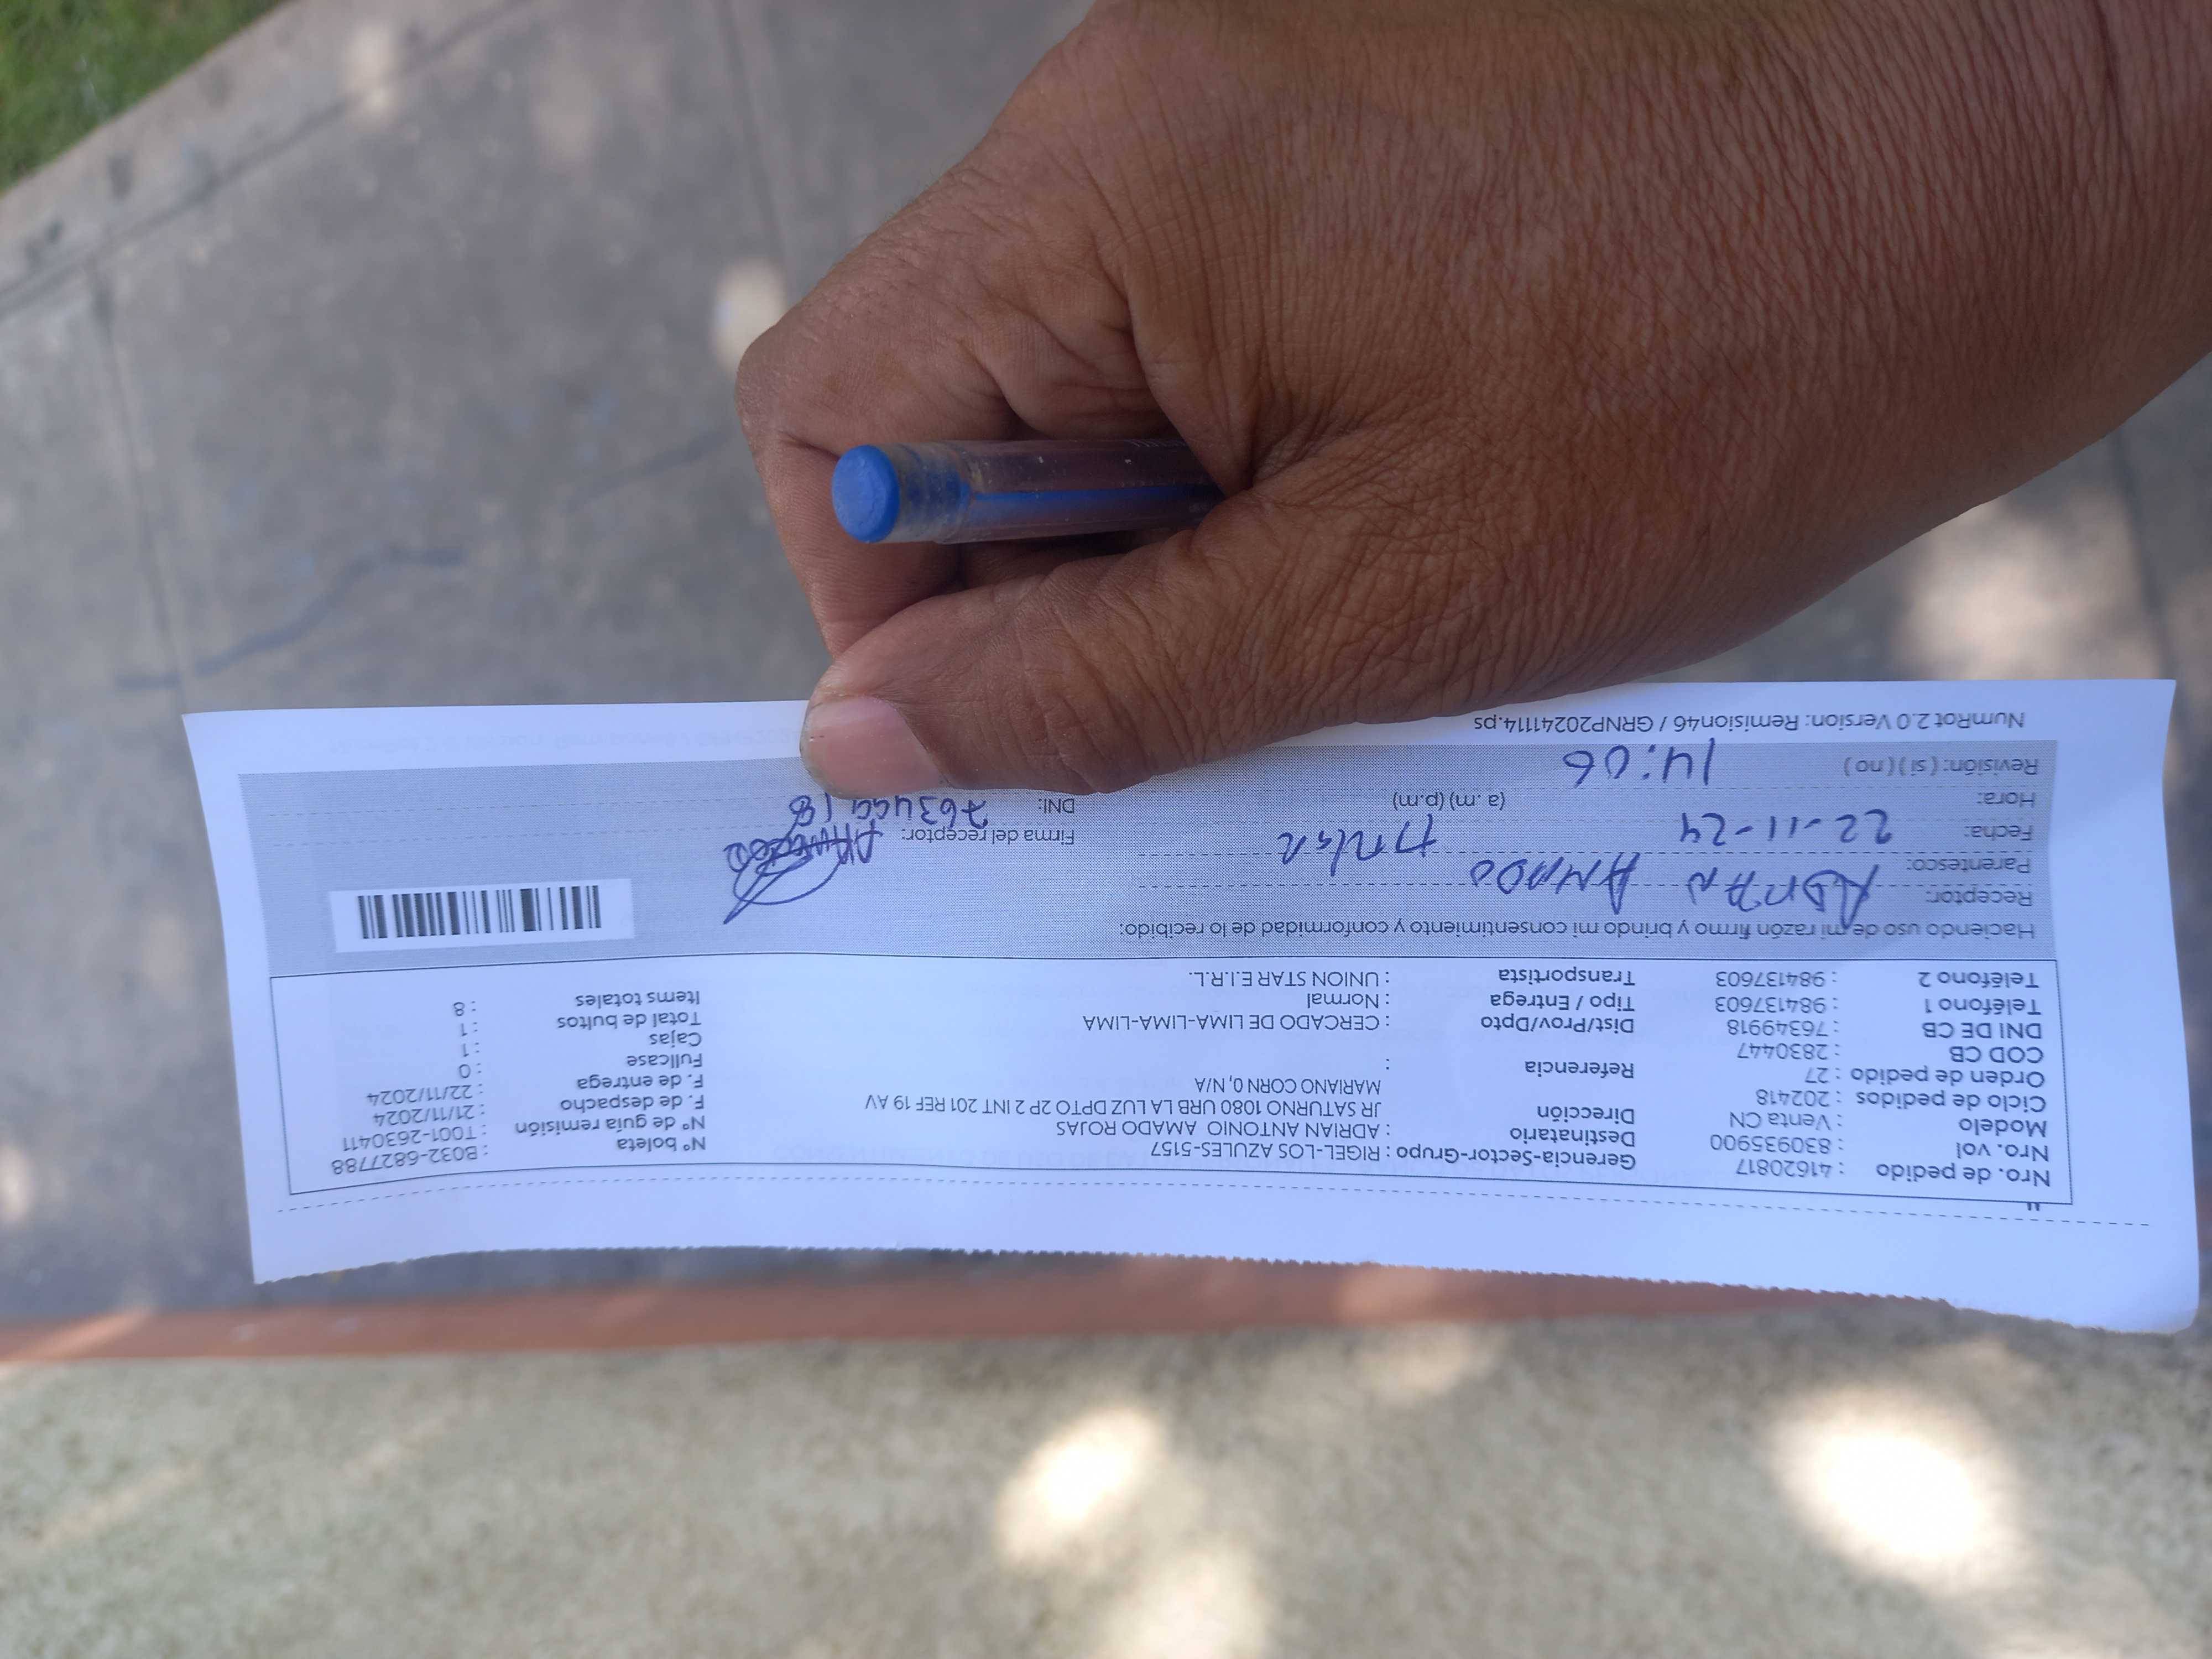 Nro. de pedido : 41620817 Gerencia-Sector-Grupo : RIGEL-LOS AZULES-5157 N° boleta : B032-6827788
Nro. vol : 830935900 Destinatario : ADRIAN ANTONIO AMADO ROJAS N° de guia remisión : T001-2630411
Modelo : Venta CN Dirección JR SATURNO 1080 URB LA LUZ DPTO 2P 2 INT 201 REF 19 AV F. de despacho : 21/11/2024
Ciclo de pedidos : 202418 MARIANO CORN 0, N/A F. de entrega : 22/11/2024
Orden de pedido : 27 Referencia : Fullcase : 0
COD CB : 2830447 Cajas : 1
DNI DE CB : 76349918 Dist/Prov/Dpto : CERCADO DE LIMA-LIMA-LIMA Total de bultos : 1
Teléfono 1 : 984137603 Tipo / Entrega : Normal Items totales : 8
Teléfono 2 : 984137603 Transportista : UNION STAR E.I.R.L.
Haciendo uso de mi razón firmo y brindo mi consentimiento y conformidad de lo recibido:
Receptor: AMADO
Parentesco: Titular
Fecha: 22-11-24 Firma del receptor:
Hora: (a. m) (p.m) DNI:
Revisión: ( si ) ( no ) 14:06
NumRot 2.0 Version: Remision46 / GRNP20241114.ps